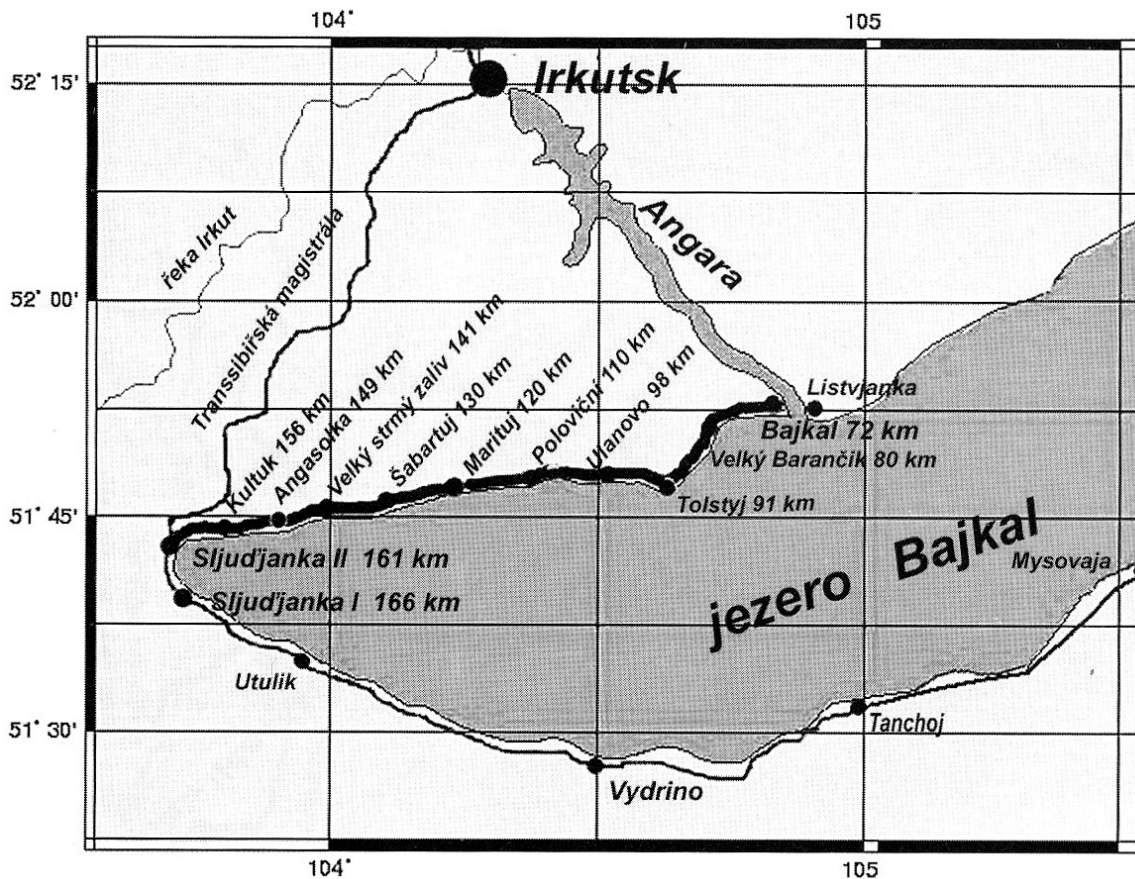 104°
105
52° 15'
Irkutsk
řeka Irkut
Transsibiřská magistrála
Angara
52° 00'
Kultuk 156 km
Angasolka 149 km
Velký strmý zaliv 141 km
Šabartuj 130 km
Marituj 120 km
Poloviční 110 km
Ulanovo 98 km
Listvjanka
Bajkal 72 km
Velký Barančik 80 km
Tolstyj 91 km
51° 45'
Sljuďjanka II 161 km
Sljuďjanka I 166 km
jezero Bajkal
Mysovaja
Utulik
51° 30'
Tanchoj
Vydrino
104°
105